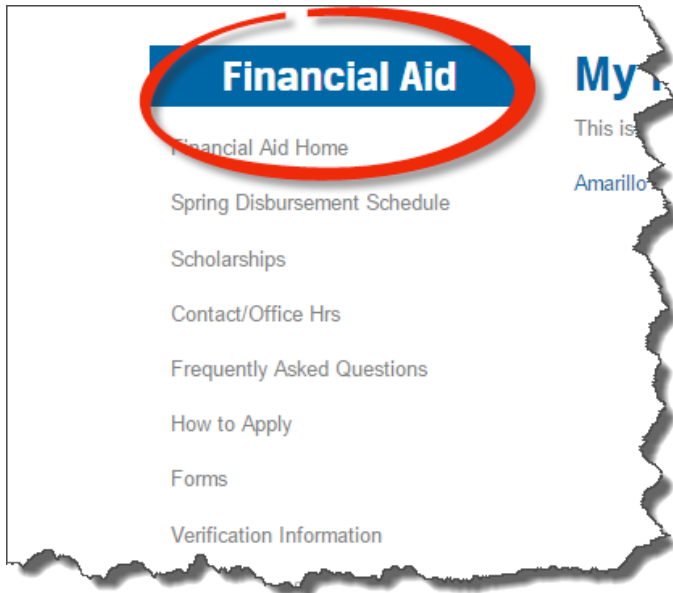 Financial Aid
Financial Aid Home
Spring Disbursement Schedule
Scholarships
Contact/Office Hrs
Frequently Asked Questions
How to Apply
Forms
Verification Information
My
This is
Amarillo